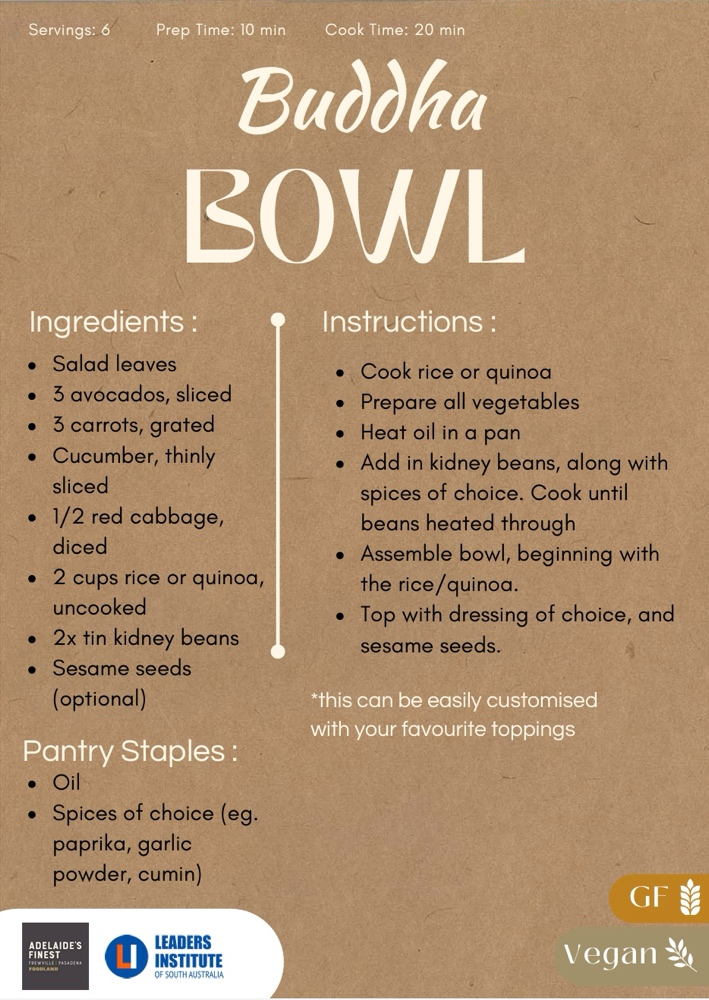 Servings: 6 Prep Time: 10 min Cook Time: 20 min
Buddha
BOWL
Ingredients :
Salad leaves
3 avocados, sliced
3 carrots, grated
Cucumber, thinly
sliced
1/2 red cabbage,
diced
2 cups rice or quinoa,
uncooked
2x tin kidney beans
Sesame seeds
(optional)
Pantry Staples :
Oil
Spices of choice (eg.
paprika, garlic
powder, cumin)
Instructions :
Cook rice or quinoa
Prepare all vegetables
Heat oil in a pan
Add in kidney beans, along with
spices of choice. Cook until
beans heated through
Assemble bowl, beginning with
the rice/quinoa.
Top with dressing of choice, and
sesame seeds.
*this can be easily customised
with your favourite toppings
GF
Vegan
ADELAIDE'S
FINEST
FREWVILLE | PASADENA
FOODLAND
LI
LEADERS
INSTITUTE
OF SOUTH AUSTRALIA